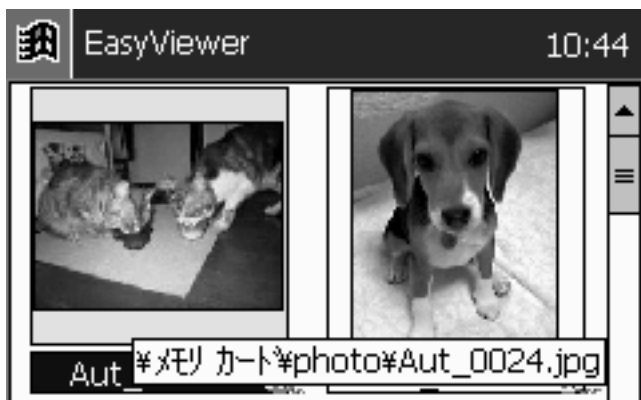 EasyViewer 10:44
Aut_
¥ﾒﾓﾘ ｶｰﾄﾞ¥photo¥Aut_0024.jpg